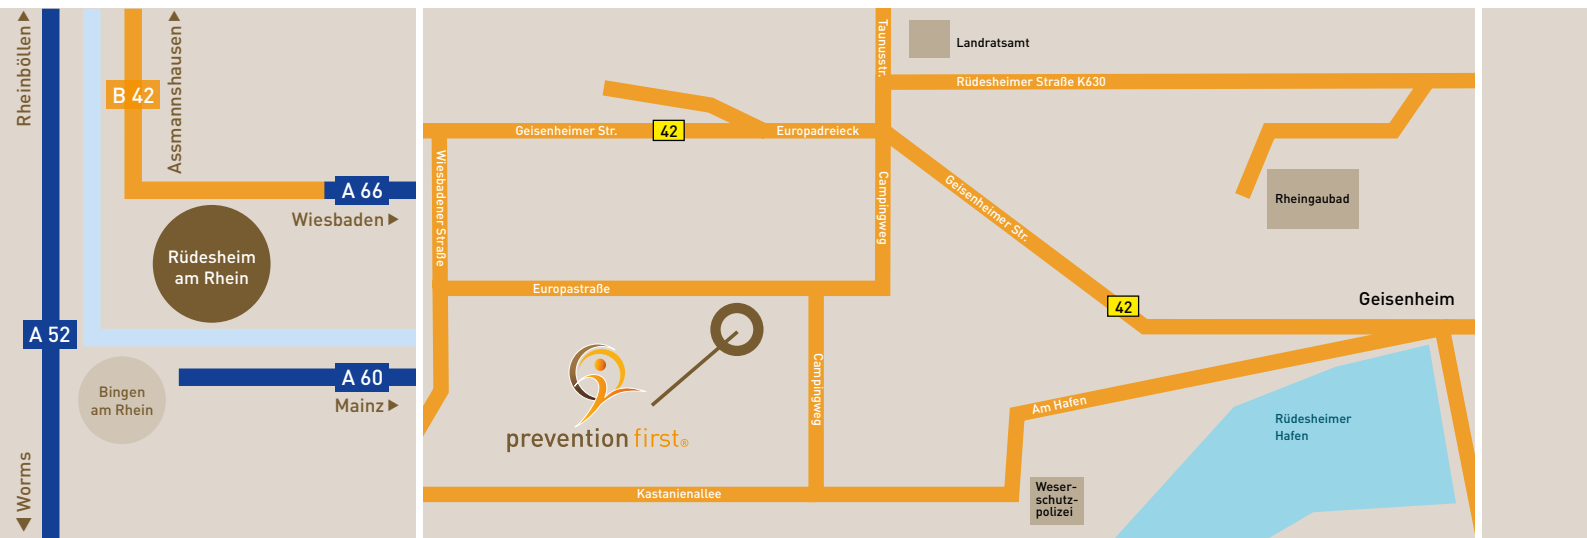 Rheinböllen
Assmannshausen
B 42
A 66
Wiesbaden
Rüdesheim
am Rhein
A 52
A 60
Mainz
Bingen
am Rhein
Worms
Taunusstr.
Landratsamt
Rüdesheimer Straße K630
Geisenheimer Str.
42
Europadreieck
Wiesbadener Straße
Campingweg
Geisenheimer Str.
Rheingaubad
Europastraße
42
Geisenheim
Campingweg
Am Hafen
Rüdesheimer
Hafen
prevention first®
Kastanienallee
Weser-
schutz-
polizei